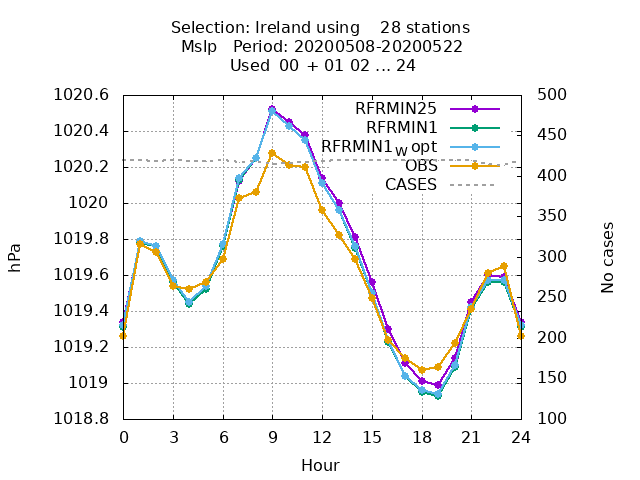 Selection: Ireland using 28 stations
Mslp Period: 20200508-20200522
Used 00 + 01 02 ... 24
1020.6
1020.4
1020.2
1020
1019.8
1019.6
1019.4
1019.2
1019
1018.8
hPa
500
450
400
350
300
250
200
150
100
No cases
RFRMIN25
RFRMIN1
RFRMIN1w opt
OBS
CASES
0 3 6 9 12 15 18 21 24
Hour